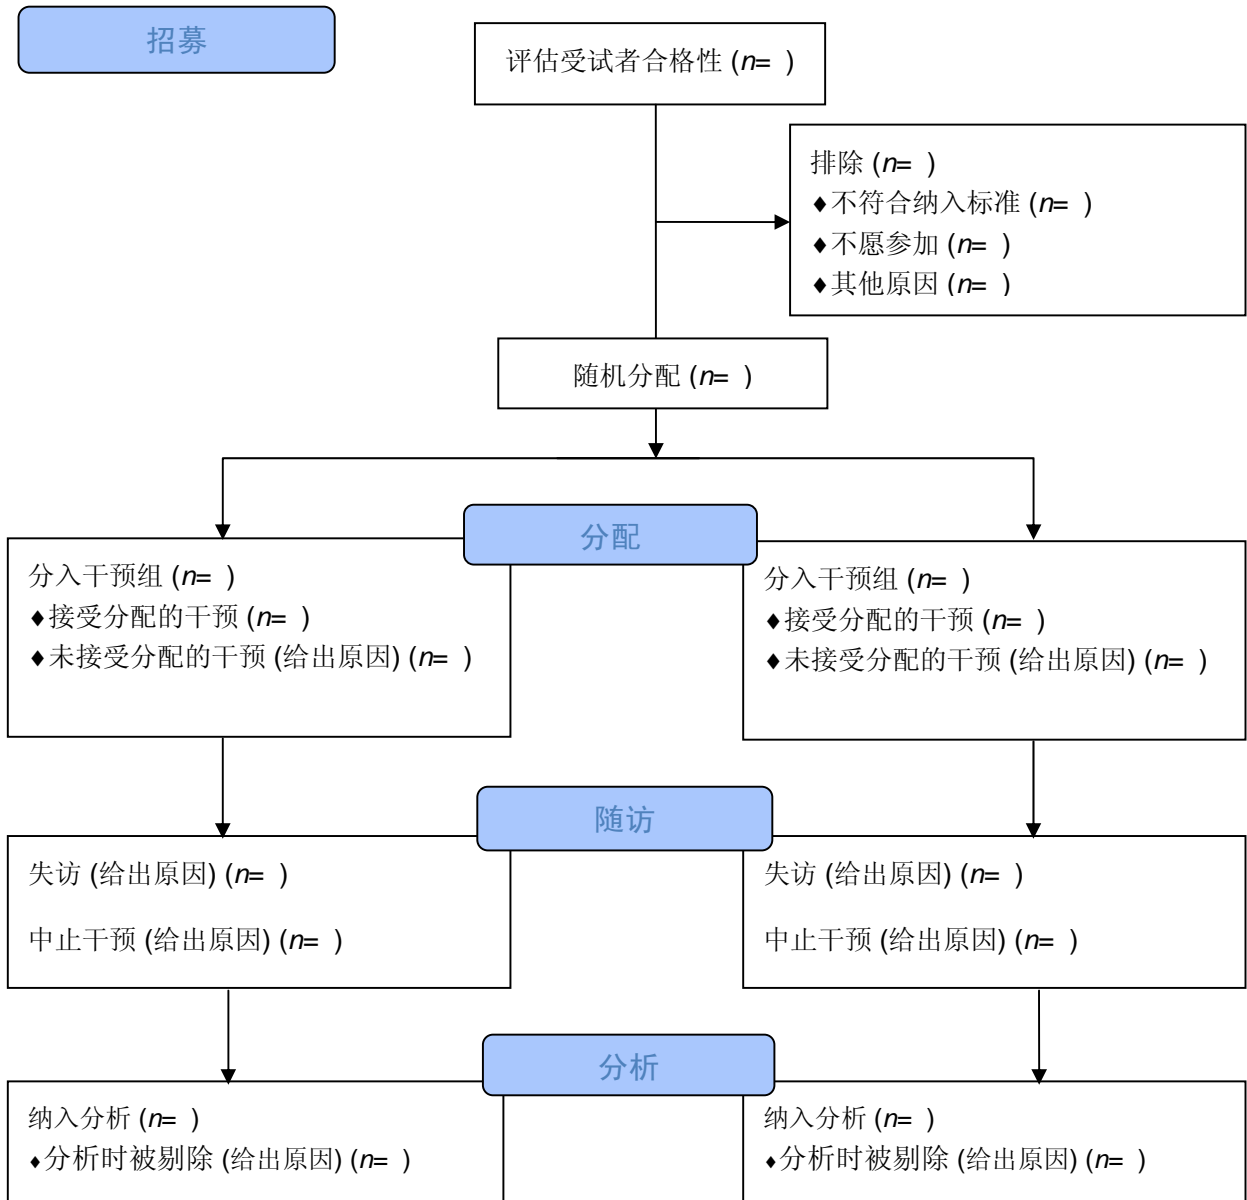 招募
评估受试者合格性 (n= )
排除 (n= )
♦不符合纳入标准 (n= )
♦不愿参加 (n= )
♦其他原因 (n= )
随机分配 (n= )
分配
分入干预组 (n= )
♦接受分配的干预 (n= )
♦未接受分配的干预 (给出原因) (n= )
分入干预组 (n= )
♦接受分配的干预 (n= )
♦未接受分配的干预 (给出原因) (n= )
随访
失访 (给出原因) (n= )
中止干预 (给出原因) (n= )
失访 (给出原因) (n= )
中止干预 (给出原因) (n= )
分析
纳入分析 (n= )
♦分析时被剔除 (给出原因) (n= )
纳入分析 (n= )
♦分析时被剔除 (给出原因) (n= )